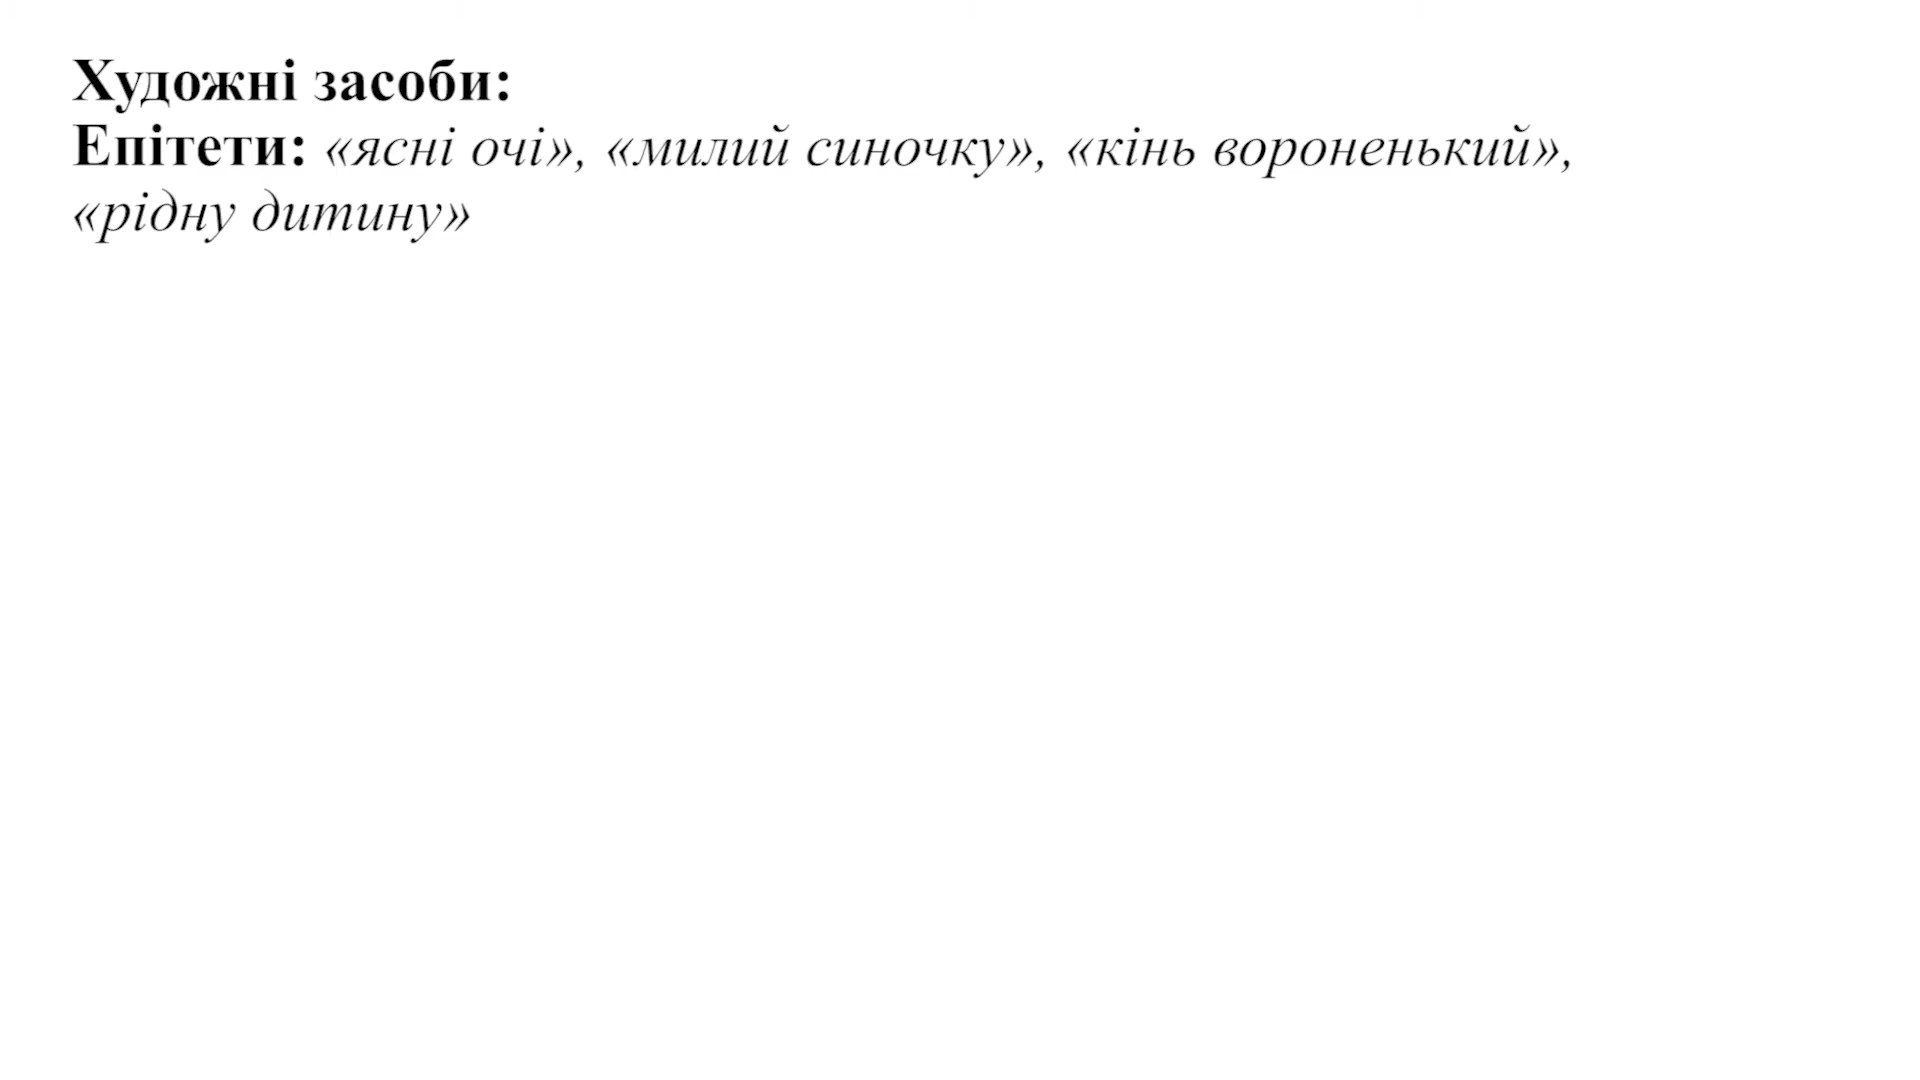 Художні засоби:
Епітети: «ясні очі», «милий синочку», «кінь вороненький»,
«рідну дитину»